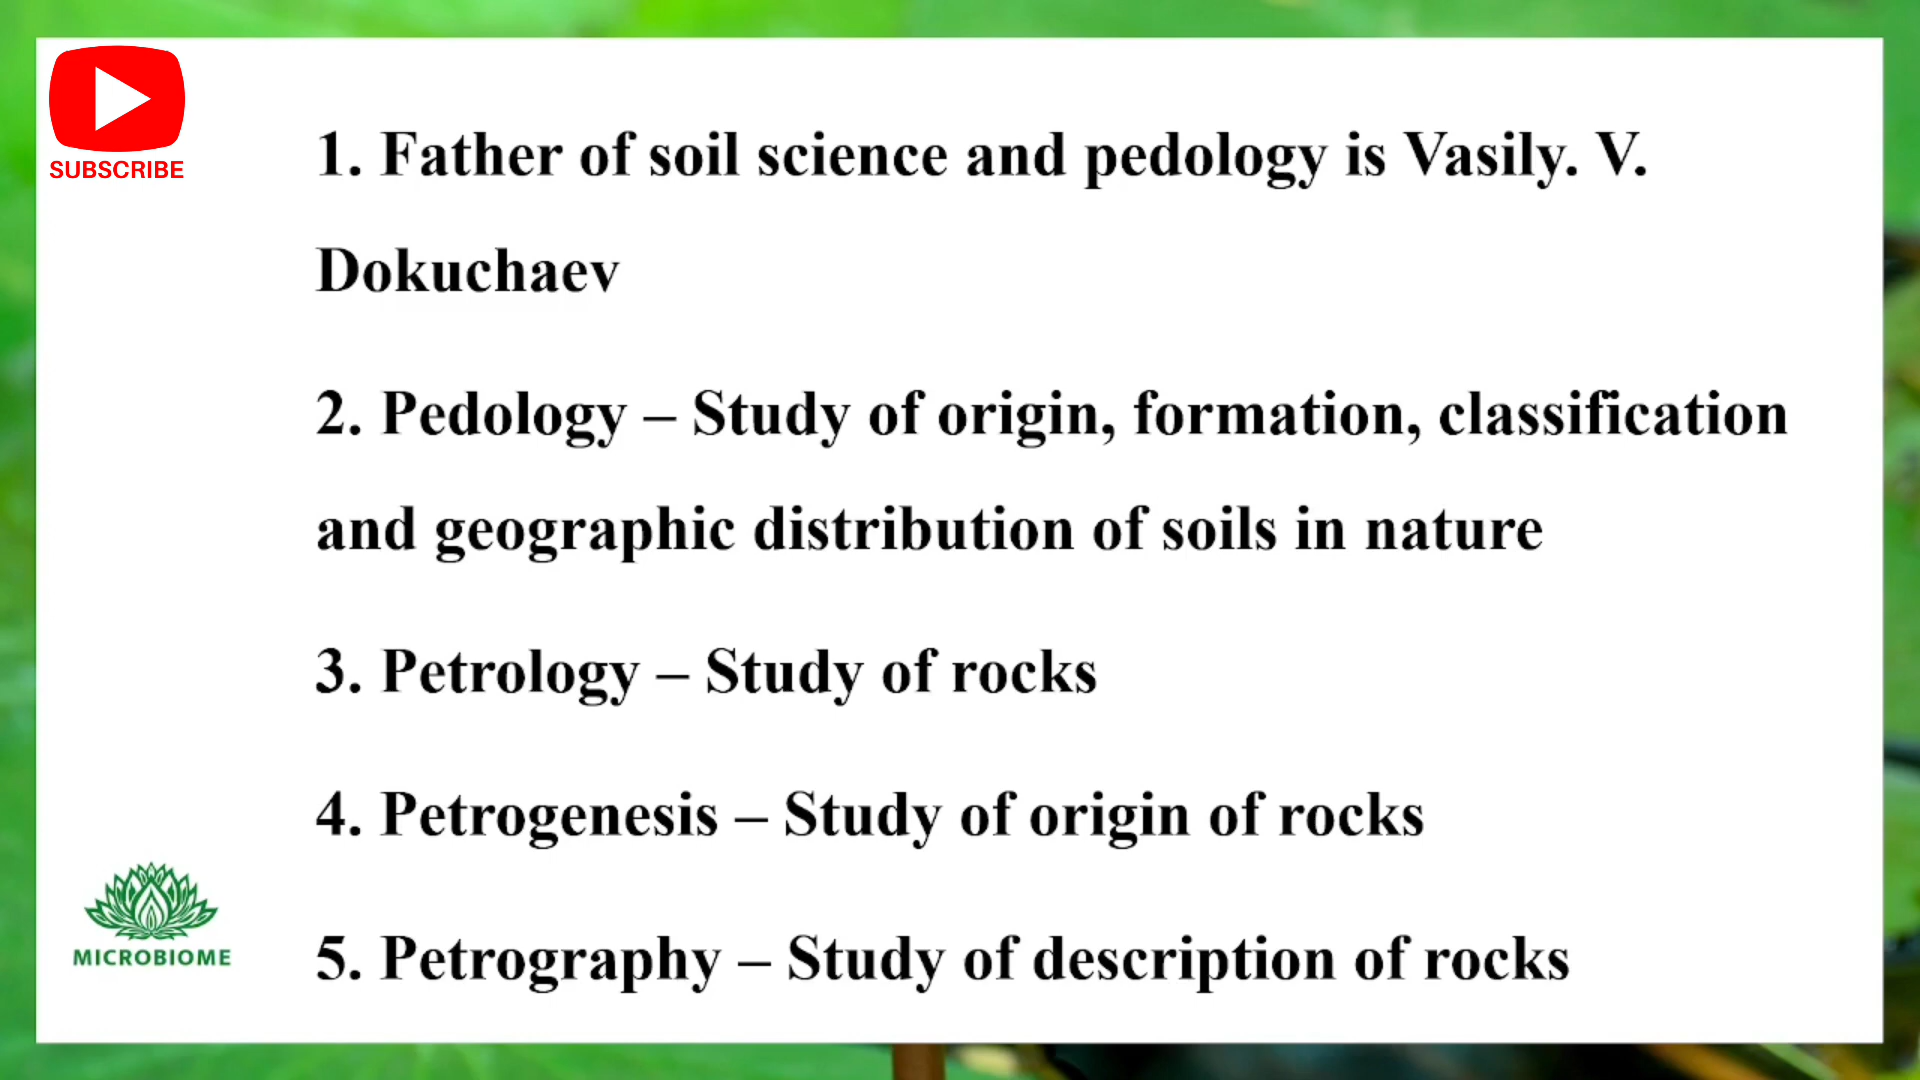 SUBSCRIBE
1. Father of soil science and pedology is Vasily. V.
Dokuchaev
2. Pedology – Study of origin, formation, classification
and geographic distribution of soils in nature
3. Petrology – Study of rocks
4. Petrogenesis – Study of origin of rocks
5. Petrography – Study of description of rocks
MICROBIOME